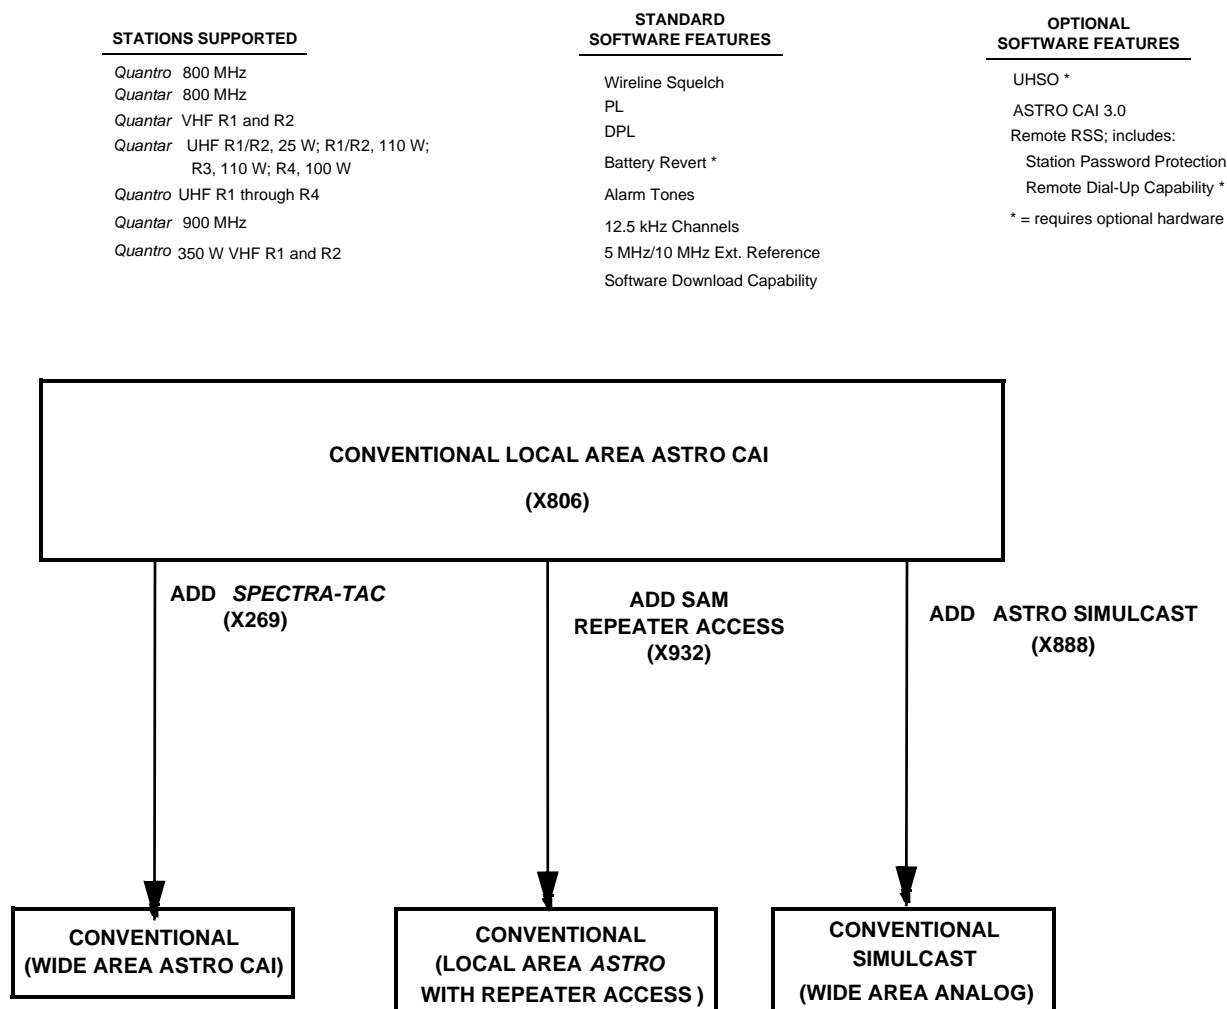 STATIONS SUPPORTED
Quantro 800 MHz
Quantar 800 MHz
Quantar VHF R1 and R2
Quantar UHF R1/R2, 25 W; R1/R2, 110 W;
R3, 110 W; R4, 100 W
Quantro UHF R1 through R4
Quantar 900 MHz
Quantro 350 W VHF R1 and R2
STANDARD
SOFTWARE FEATURES
Wireline Squelch
PL
DPL
Battery Revert *
Alarm Tones
12.5 kHz Channels
5 MHz/10 MHz Ext. Reference
Software Download Capability
OPTIONAL
SOFTWARE FEATURES
UHSO *
ASTRO CAI 3.0
Remote RSS; includes:
Station Password Protection
Remote Dial-Up Capability *
* = requires optional hardware
CONVENTIONAL LOCAL AREA ASTRO CAI
(X806)
ADD SPECTRA-TAC
(X269)
ADD SAM
REPEATER ACCESS
(X932)
ADD ASTRO SIMULCAST
(X888)
CONVENTIONAL
(WIDE AREA ASTRO CAI)
CONVENTIONAL
(LOCAL AREA ASTRO
WITH REPEATER ACCESS )
CONVENTIONAL
SIMULCAST
(WIDE AREA ANALOG)